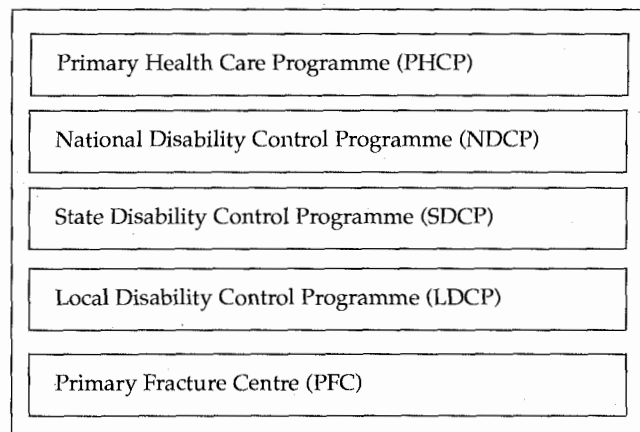 Primary Health Care Programme (PHCP)
National Disability Control Programme (NDCP)
State Disability Control Programme (SDCP)
Local Disability Control Programme (LDCP)
Primary Fracture Centre (PFC)